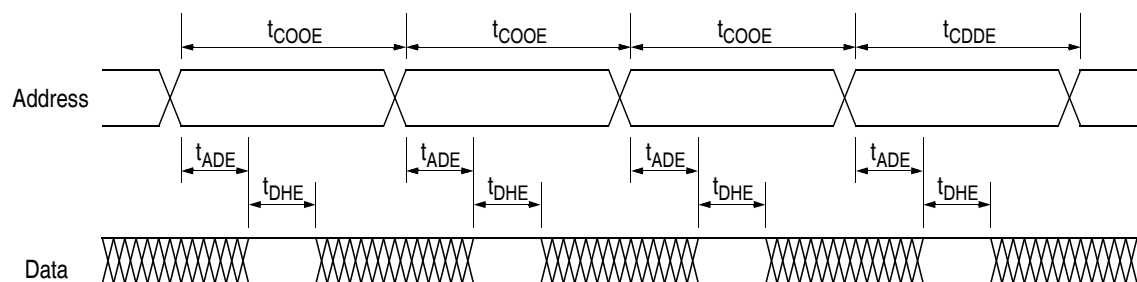 tCOOE tCOOE tCOOE tCDDE
Address
tADE tADE tADE tADE
tDHE tDHE tDHE tDHE
Data